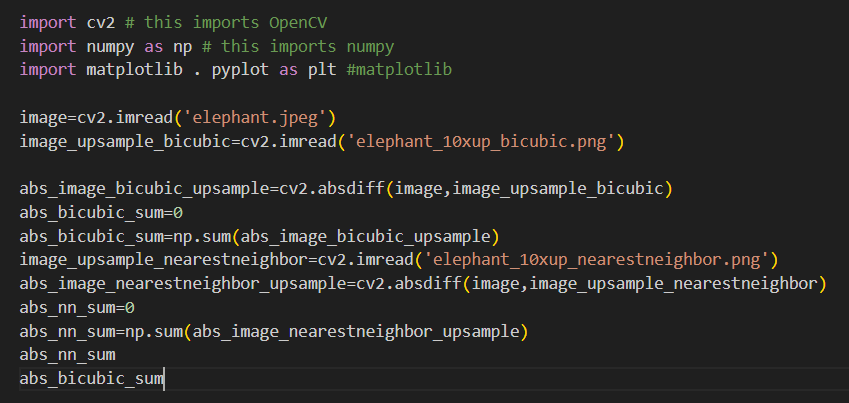 import cv2 # this imports OpenCV
import numpy as np # this imports numpy
import matplotlib . pyplot as plt #matplotlib
image=cv2.imread('elephant.jpeg')
image_upsample_bicubic=cv2.imread('elephant_10xup_bicubic.png')
abs_image_bicubic_upsample=cv2.absdiff(image,image_upsample_bicubic)
abs_bicubic_sum=0
abs_bicubic_sum=np.sum(abs_image_bicubic_upsample)
image_upsample_nearestneighbor=cv2.imread('elephant_10xup_nearestneighbor.png')
abs_image_nearestneighbor_upsample=cv2.absdiff(image,image_upsample_nearestneighbor)
abs_nn_sum=0
abs_nn_sum=np.sum(abs_image_nearestneighbor_upsample)
abs_nn_sum
abs_bicubic_sum